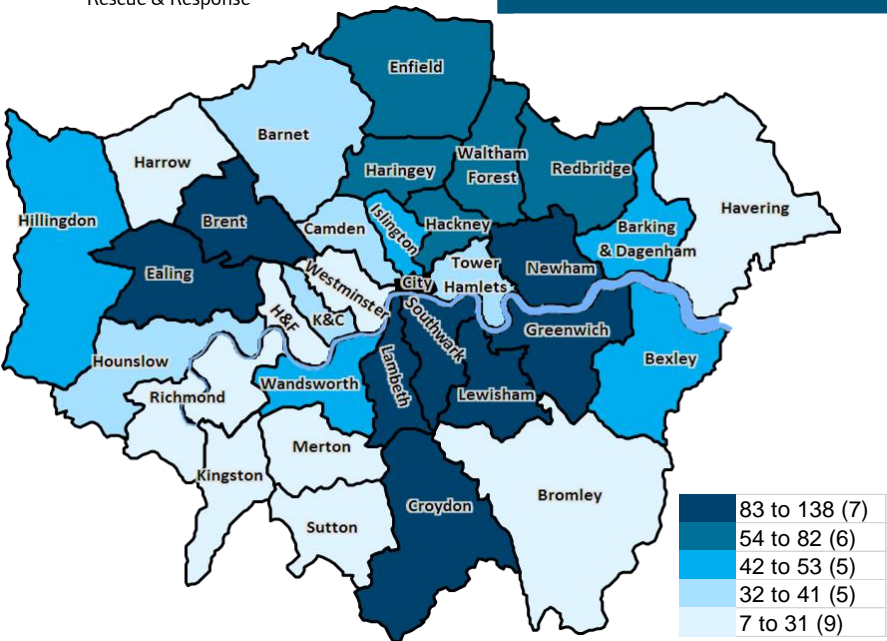 Rescue & Response
Enfield
Barnet
Harrow
Haringey
Waltham
Forest
Redbridge
Havering
Hillingdon
Brent
Camden
Islington
Hackney
Barking
& Dagenham
Ealing
Westminster
City
Tower
Hamlets
Newham
H&F
K&C
Southwark
Greenwich
Hounslow
Bexley
Richmond
Wandsworth
Lambeth
Lewisham
Merton
Kingston
Croydon
Bromley
Sutton
83 to 138 (7)
54 to 82 (6)
42 to 53 (5)
32 to 41 (5)
7 to 31 (9)